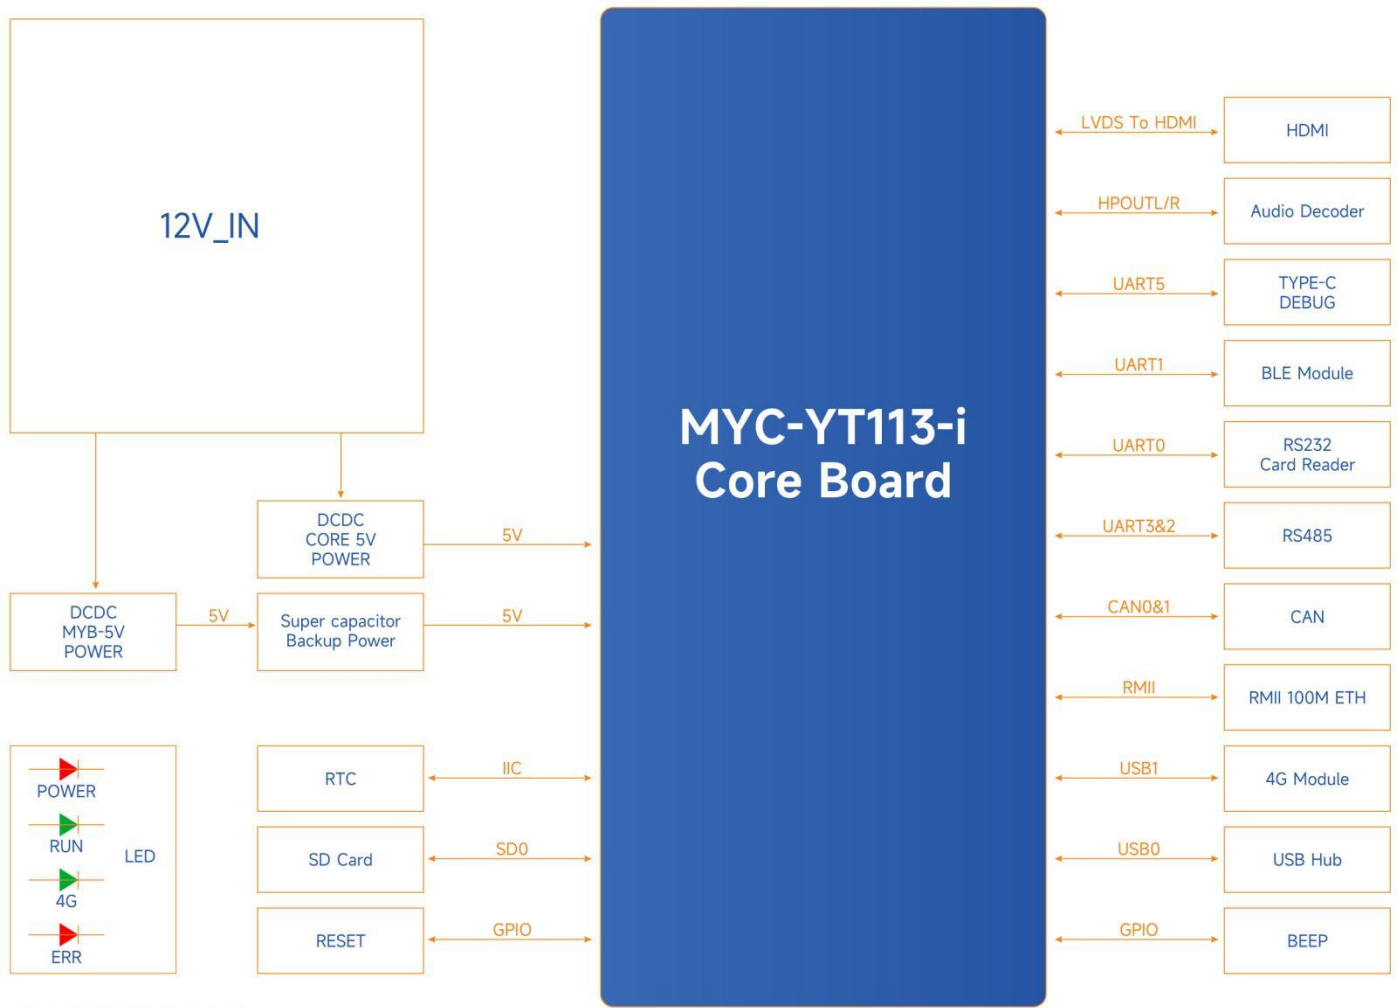 12V_IN
DCDC
CORE 5V
POWER
5V
DCDC
MYB-5V
POWER
5V
Super capacitor
Backup Power
5V
POWER
RUN
4G
ERR
LED
RTC
IIC
SD Card
SD0
RESET
GPIO
MYC-YT113-i
Core Board
LVDS To HDMI
HDMI
HPOUTL/R
Audio Decoder
UART5
TYPE-C
DEBUG
UART1
BLE Module
UART0
RS232
Card Reader
UART3&2
RS485
CAN0&1
CAN
RMII
RMII 100M ETH
USB1
4G Module
USB0
USB Hub
GPIO
BEEP